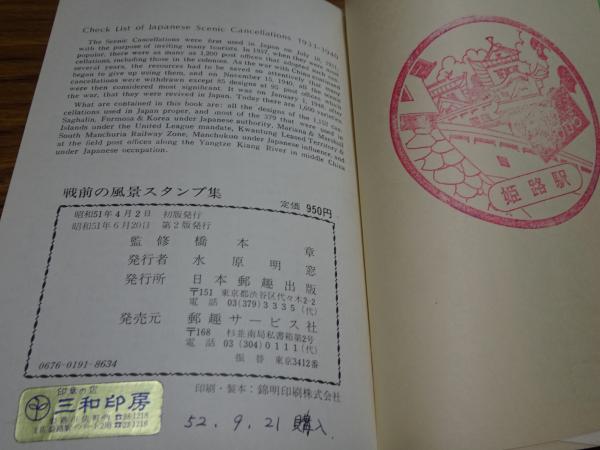 Check List of Japanese Scenic Cancellations 1931-1940
The Scenic Cancellations were first used in Japan on July 10, 1931
with the purpose of inviting many tourists. In 1937, when they were most
popular, there were as many as 1,200 post offices that adopted such
cellations, including those in the colonies. As the war with China
several years, the resources had to be saved so attentively that
began to give up using them, and on November 15, 1940, all the
cancellations were withdrawn except 85 designs at 95 post offices
were then considered most significant. It was on January 1, 1948, after
the war, that they were revived in Japan. Today there are
What are contained in this book are: all the designs of the 1,
cellations used in Japan proper, and most of the 379 that were
Saghalin, Formosa & Korea under Japanese authority, Mariana & Marshall
Islands under the United League mandate, Kwantung Leased Territory &
South Manchuria Railway Zone, Manchokuo under Japanese influence, and
at the field post offices along the Yangtze Kiang River in middle China
under Japanese occupation.
戦前の風景スタンプ集
定価 950円
昭和51年4月2日 初版発行
昭和51年6月20日 第2版発行
監修 橋本 章
発行者 水原明窓
発行所 日本郵趣出版
〒151 東京都渋谷区代々木2-2
電話 03(379)3335(代)
発売元 郵趣サービス社
〒168 杉並南局私書箱第2号
電話 03(304)0111(代)
振替 東京3412番
0676-0191-8634
印刷・製本：錦明印刷株式会社
印章の店
三和印房
52. 9. 21 購入
姫路駅